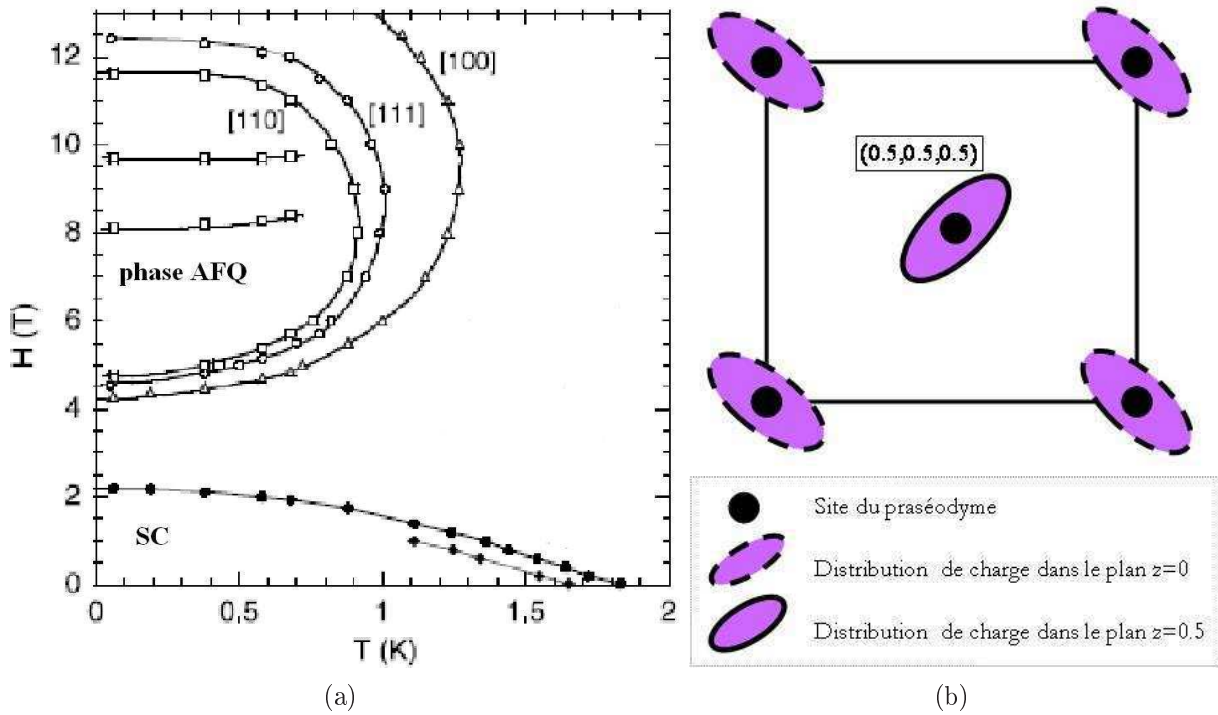 12
10
8
6
4
2
0
H (T)
[100]
[111]
[110]
phase AFQ
SC
0
0,5
1
1,5
2
T (K)
(a)
(0.5,0.5,0.5)
Site du praséodyme
Distribution de charge dans le plan z=0
Distribution de charge dans le plan z=0.5
(b)